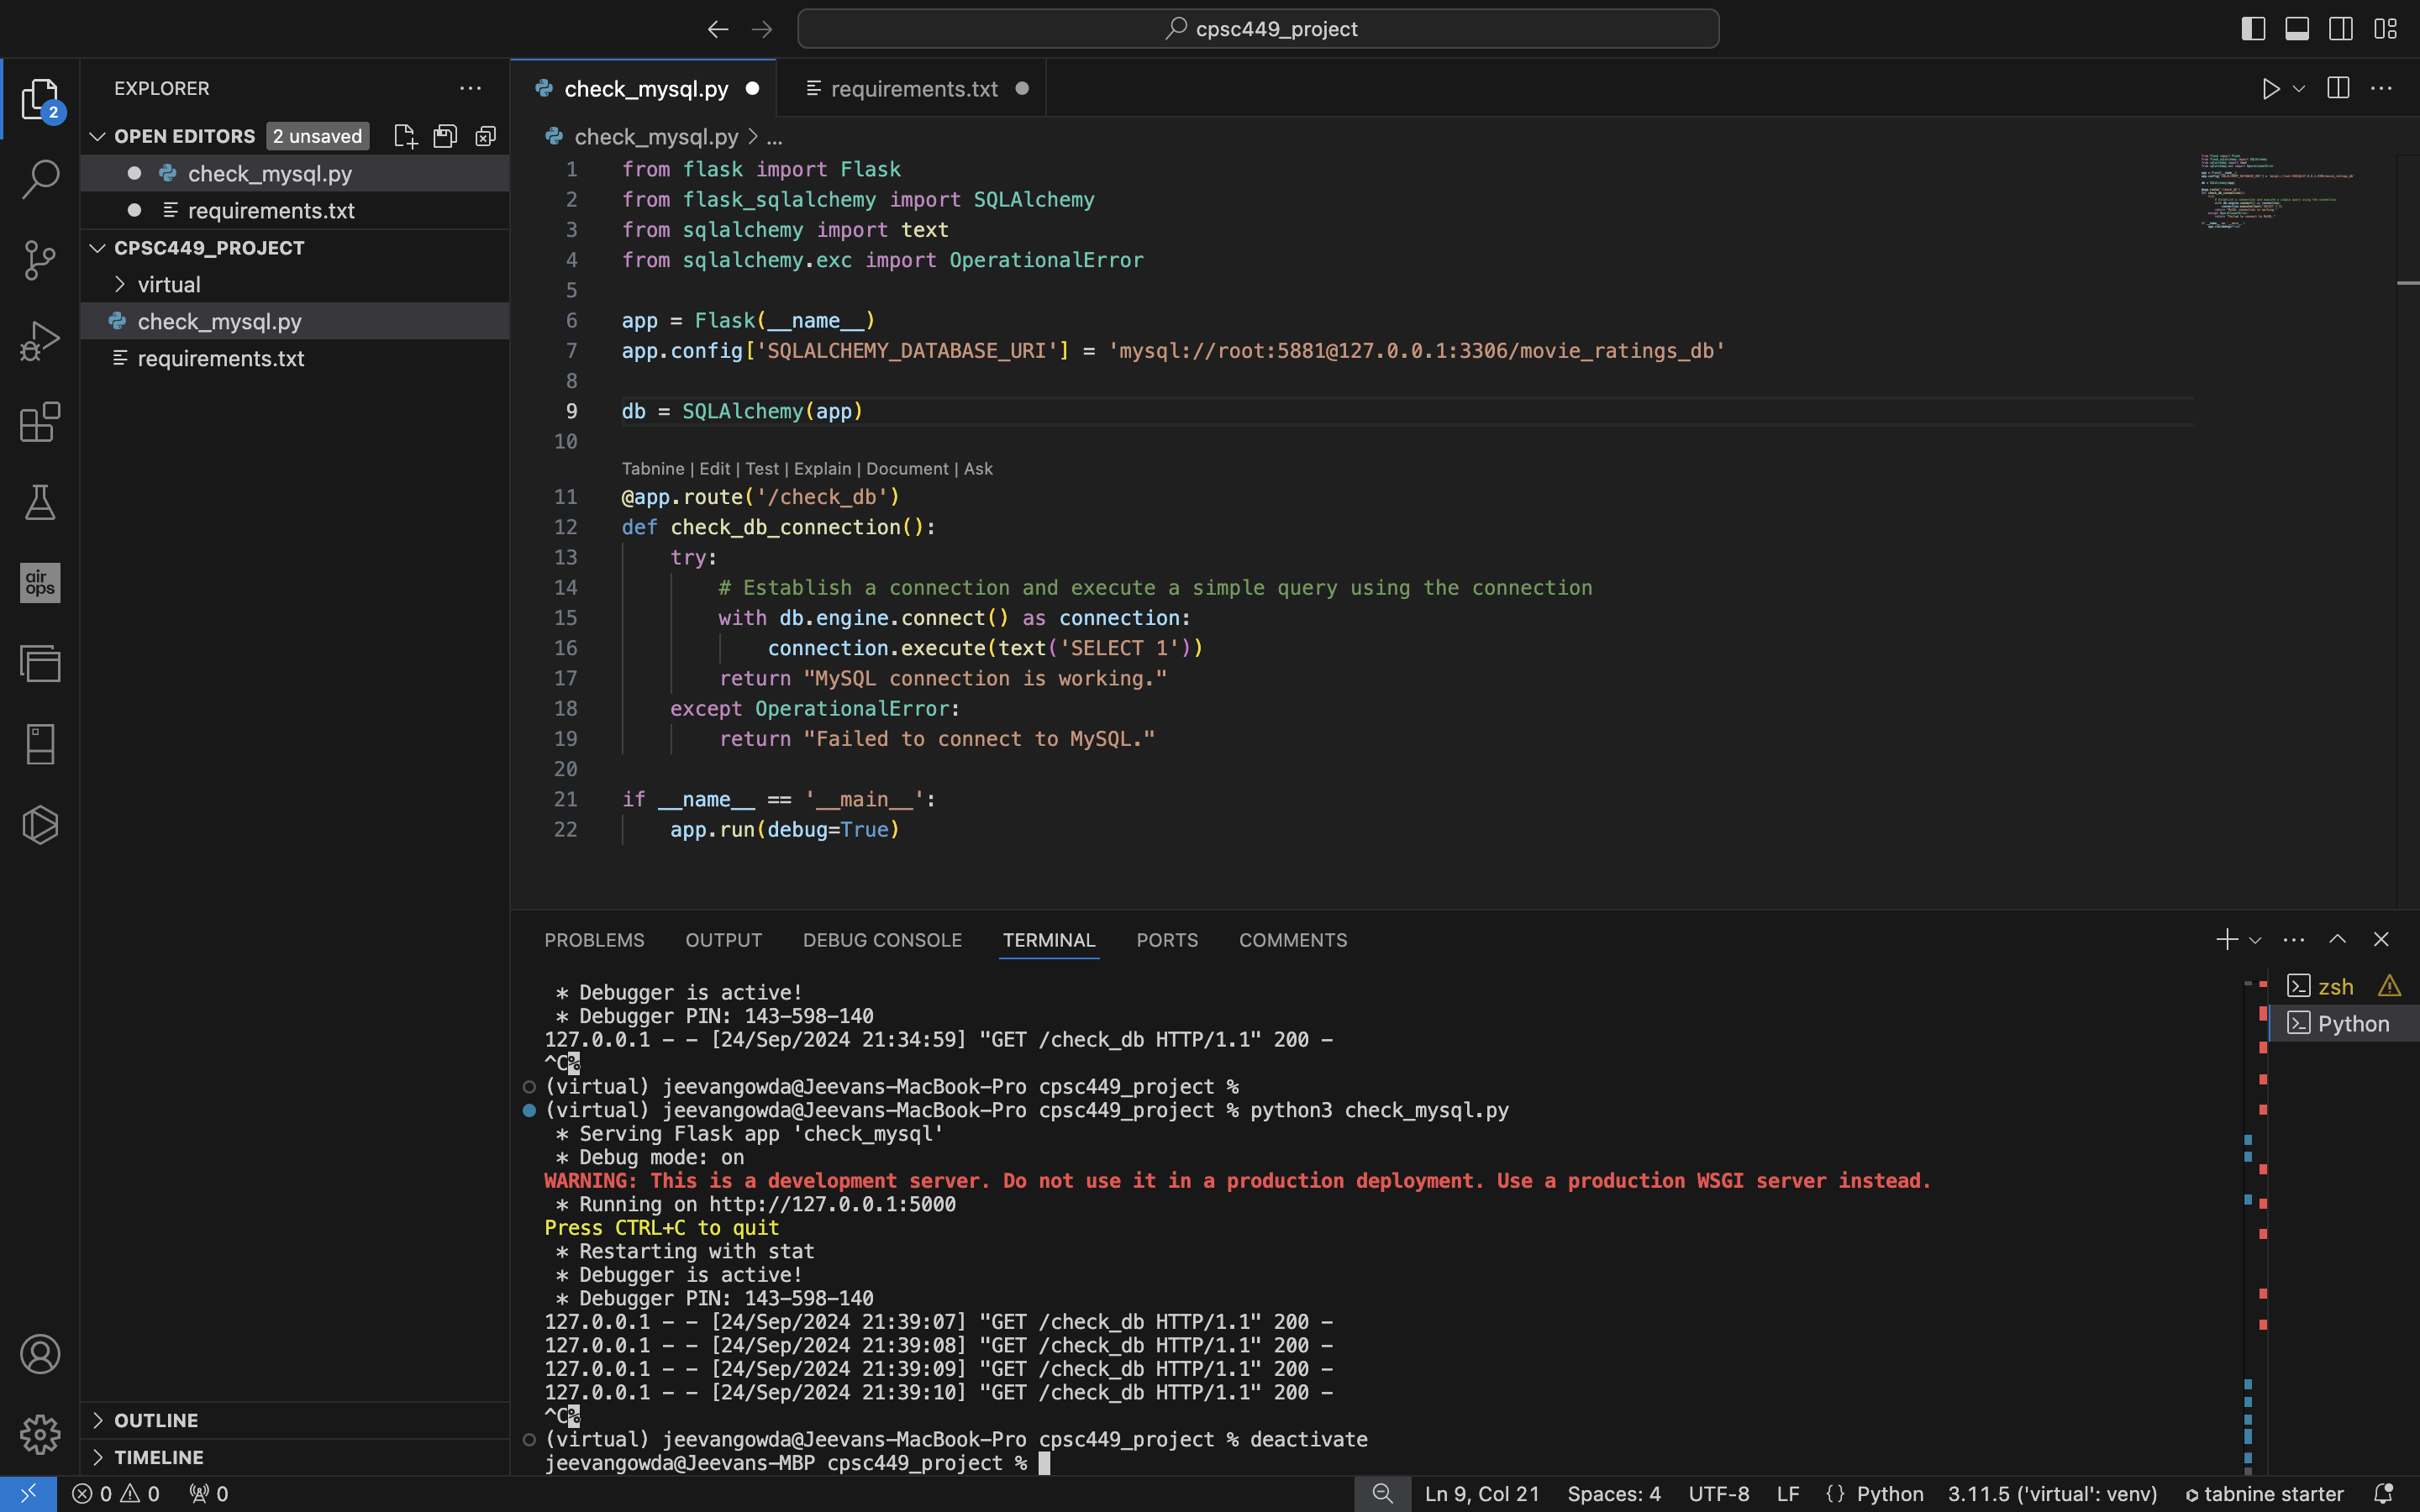 cpsc449_project
EXPLORER
2
OPEN EDITORS 2 unsaved
check_mysql.py
requirements.txt
CPSC449_PROJECT
virtual
check_mysql.py
requirements.txt
air
ops
OUTLINE
TIMELINE
check_mysql.py
requirements.txt
check_mysql.py > ...
1 from flask import Flask
2 from flask_sqlalchemy import SQLAlchemy
3 from sqlalchemy import text
4 from sqlalchemy.exc import OperationalError
5
6 app = Flask(__name__)
7 app.config['SQLALCHEMY_DATABASE_URI'] = 'mysql://root:5881@127.0.0.1:3306/movie_ratings_db'
8
9 db = SQLAlchemy(app)
10
Tabnine | Edit | Test | Explain | Document | Ask
11 @app.route('/check_db')
12 def check_db_connection():
13     try:
14         # Establish a connection and execute a simple query using the connection
15         with db.engine.connect() as connection:
16             connection.execute(text('SELECT 1'))
17         return "MySQL connection is working."
18     except OperationalError:
19         return "Failed to connect to MySQL."
20
21 if __name__ == '__main__':
22     app.run(debug=True)
PROBLEMS OUTPUT DEBUG CONSOLE TERMINAL PORTS COMMENTS
 * Debugger is active!
 * Debugger PIN: 143-598-140
127.0.0.1 - - [24/Sep/2024 21:34:59] "GET /check_db HTTP/1.1" 200 -
^C%
(virtual) jeevangowda@Jeevans-MacBook-Pro cpsc449_project %
(virtual) jeevangowda@Jeevans-MacBook-Pro cpsc449_project % python3 check_mysql.py
 * Serving Flask app 'check_mysql'
 * Debug mode: on
WARNING: This is a development server. Do not use it in a production deployment. Use a production WSGI server instead.
 * Running on http://127.0.0.1:5000
Press CTRL+C to quit
 * Restarting with stat
 * Debugger is active!
 * Debugger PIN: 143-598-140
127.0.0.1 - - [24/Sep/2024 21:39:07] "GET /check_db HTTP/1.1" 200 -
127.0.0.1 - - [24/Sep/2024 21:39:08] "GET /check_db HTTP/1.1" 200 -
127.0.0.1 - - [24/Sep/2024 21:39:09] "GET /check_db HTTP/1.1" 200 -
127.0.0.1 - - [24/Sep/2024 21:39:10] "GET /check_db HTTP/1.1" 200 -
^C%
(virtual) jeevangowda@Jeevans-MacBook-Pro cpsc449_project % deactivate
jeevangowda@Jeevans-MBP cpsc449_project %
zsh
Python
0 0 0 Ln 9, Col 21 Spaces: 4 UTF-8 LF {} Python 3.11.5 ('virtual': venv) tabnine starter